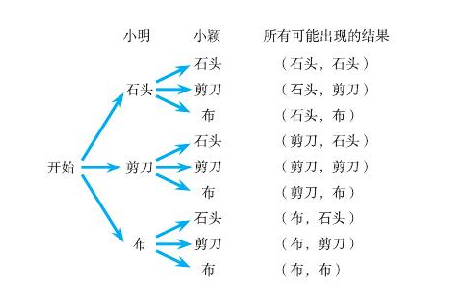 小明 小颖 所有可能出现的结果
石头 (石头, 石头)
石头 剪刀 (石头, 剪刀)
布 (石头, 布)
石头 (剪刀, 石头)
开始 剪刀 剪刀 (剪刀, 剪刀)
布 (剪刀, 布)
石头 (布, 石头)
布 剪刀 (布, 剪刀)
布 (布, 布)